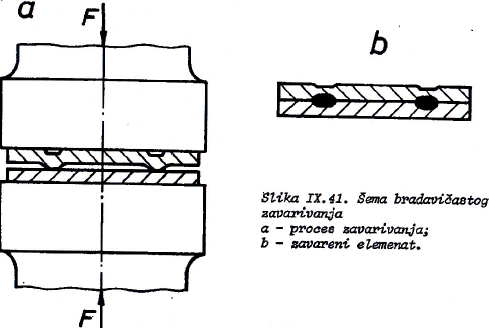 a
F
b
Slika IX.41. Šema bradavičastog
zavarivanja
a - proces zavarivanja;
b - zavareni elemenat.
F